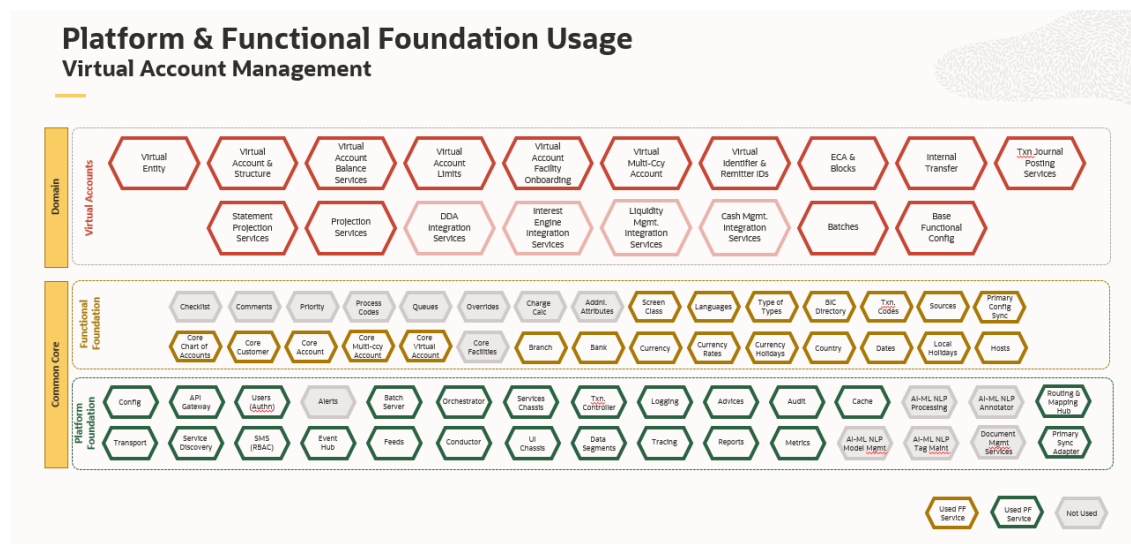 Platform & Functional Foundation Usage
Virtual Account Management
Domain
Virtual Accounts
Virtual
Entity
Virtual
Account &
Structure
Virtual
Account
Balance
Services
Virtual
Account
Limits
Virtual
Account
Facility
Onboarding
Virtual
Multi-Ccy
Account
Virtual
Identifier &
Remitter IDs
ECA &
Blocks
Internal
Transfer
Txn Journal
Posting
Services
Statement
Projection
Services
Projection
Services
DDA
Integration
Services
Interest
Engine
Integration
Services
Liquidity
Mgmt.
Integration
Services
Cash Mgmt.
Integration
Services
Batches
Base
Functional
Config
Common Core
Functional
Foundation
Checklist
Comments
Priority
Process
Codes
Queues
Overrides
Charge
Calc
Addnl.
Attributes
Screen
Class
Languages
Type of
Types
BIC
Directory
Txn.
Codes
Sources
Primary
Config
Sync
Core
Chart of
Accounts
Core
Customer
Core
Account
Core
Multi-ccy
Account
Core
Virtual
Account
Core
Facilities
Branch
Bank
Currency
Currency
Rates
Currency
Holidays
Country
Dates
Local
Holidays
Hosts
Platform
Foundation
Config
API
Gateway
Users
(Authn)
Alerts
Batch
Server
Orchestrator
Services
Chassis
Txn.
Controller
Logging
Advices
Audit
Cache
AI-ML NLP
Processing
AI-ML NLP
Annotator
Routing &
Mapping
Hub
Transport
Service
Discovery
SMS
(RBAC)
Event
Hub
Feeds
Conductor
UI
Chassis
Data
Segments
Tracing
Reports
Metrics
AI-ML NLP
Model Mgmt
AI-ML NLP
Tag Maint
Document
Mgmt
Services
Primary
Sync
Adapter
Used FF
Service
Used PF
Service
Not Used